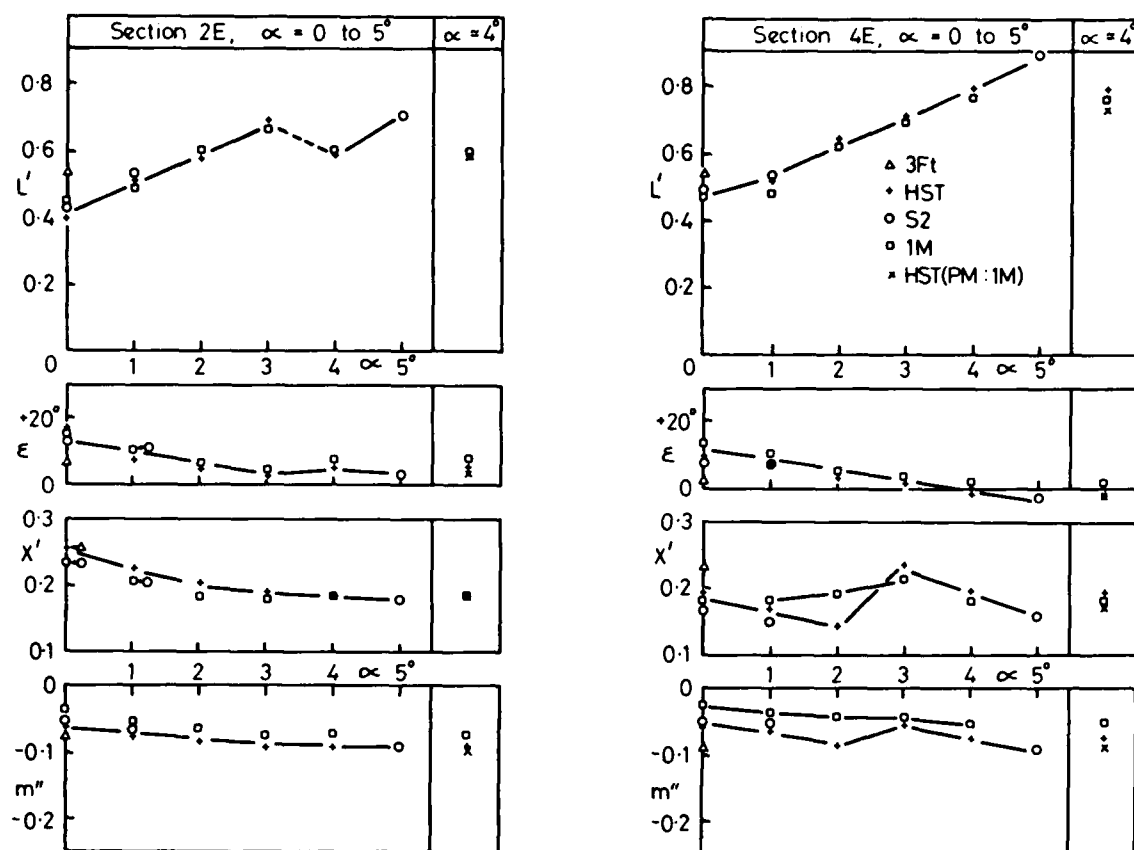 Section 2E, ∝ = 0 to 5° ∝ ≃ 4°
0·8
0·6
L'
0·4
0·2
0 1 2 3 4 ∝ 5°
+20°
ε
0
0·3
X'
0·2
0·1
1 2 3 4 ∝ 5°
0
-0·1
m"
-0·2
Section 4E, ∝ = 0 to 5° ∝ ≃ 4°
0·8
0·6
L'
0·4
0·2
△ 3Ft
+ HST
○ S2
□ 1M
× HST(PM : 1M)
0 1 2 3 4 ∝ 5°
+20°
ε
0
0·3
X'
0·2
0·1
1 2 3 4 ∝ 5°
0
-0·1
m"
-0·2